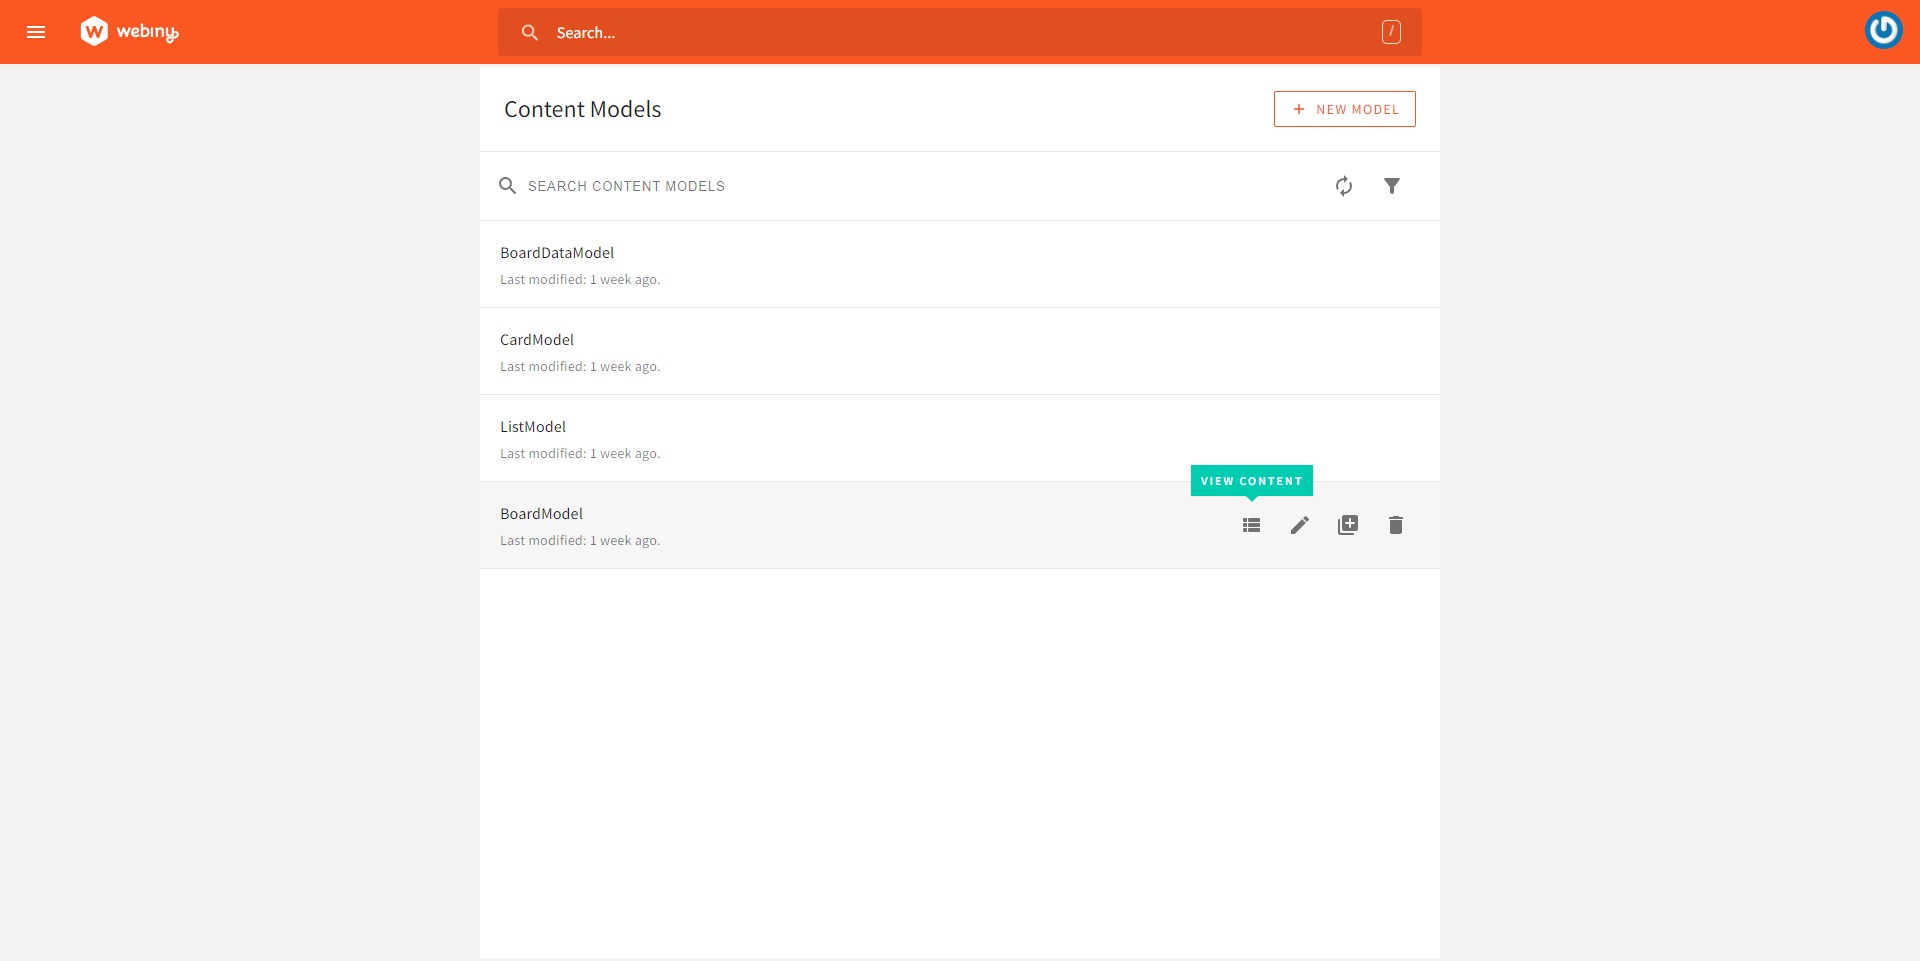 W webiny
Search...
/
Content Models
+ NEW MODEL
SEARCH CONTENT MODELS
BoardDataModel
Last modified: 1 week ago.
CardModel
Last modified: 1 week ago.
ListModel
Last modified: 1 week ago.
VIEW CONTENT
BoardModel
Last modified: 1 week ago.